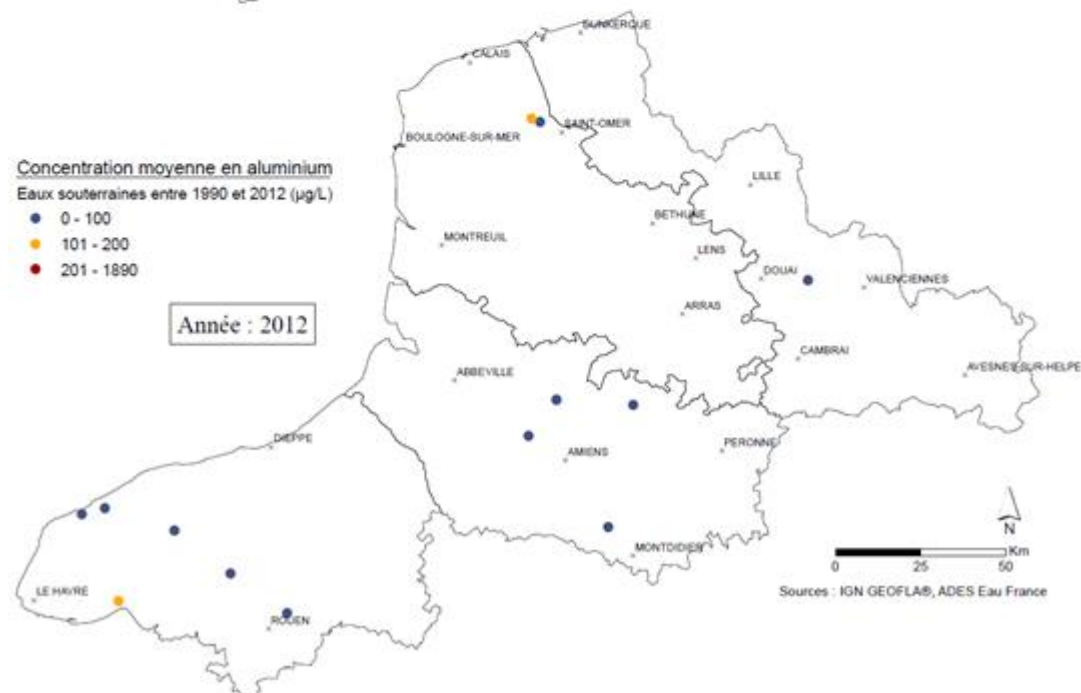 DUNKERQUE
CALAIS
SAINT-OMER
BOULOGNE-SUR-MER
Concentration moyenne en aluminium
Eaux souterraines entre 1990 et 2012 (µg/L)
0 - 100
101 - 200
201 - 1890
LILLE
BETHUNE
MONTREUIL
LENS
DOUAI
VALENCIENNES
ARRAS
Année : 2012
CAMBRAI
ABBEVILLE
AVESNES-SUR-HELPE
DIEPPE
PERONNE
AMIENS
N
MONTDIDIER
Km
0 25 50
LE HAVRE
Sources : IGN GEOFLA®, ADES Eau France
ROUEN